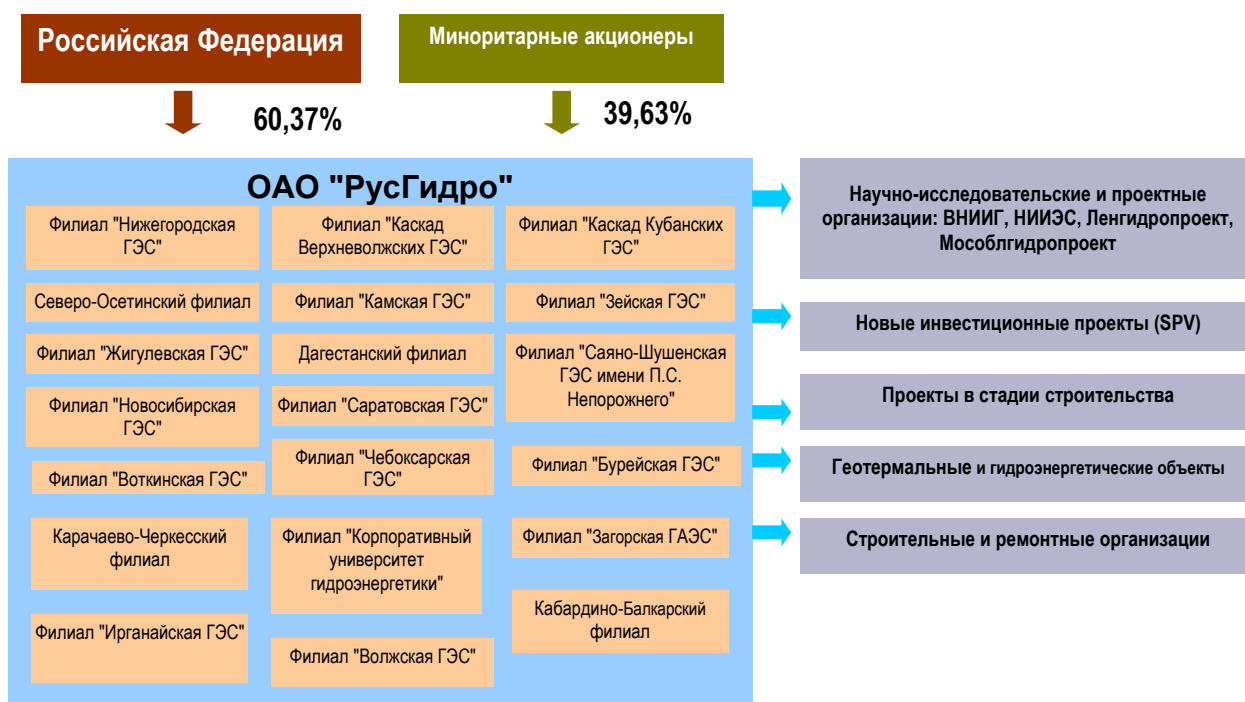 Российская Федерация
Миноритарные акционеры
60,37%
39,63%
ОАО "РусГидро"
Филиал "Нижегородская
ГЭС"
Филиал "Каскад
Верхневолжских ГЭС"
Филиал "Каскад Кубанских
ГЭС"
Северо-Осетинский филиал
Филиал "Камская ГЭС"
Филиал "Зейская ГЭС"
Филиал "Жигулевская ГЭС"
Дагестанский филиал
Филиал "Саяно-Шушенская
ГЭС имени П.С.
Непорожнего"
Филиал "Новосибирская
ГЭС"
Филиал "Саратовская ГЭС"
Филиал "Воткинская ГЭС"
Филиал "Чебоксарская
ГЭС"
Филиал "Бурейская ГЭС"
Карачаево-Черкесский
филиал
Филиал "Корпоративный
университет
гидроэнергетики"
Филиал "Загорская ГАЭС"
Кабардино-Балкарский
филиал
Филиал "Ирганайская ГЭС"
Филиал "Волжская ГЭС"
Научно-исследовательские и проектные
организации: ВНИИГ, НИИЭС, Ленгидропроект,
Мособлгидропроект
Новые инвестиционные проекты (SPV)
Проекты в стадии строительства
Геотермальные и гидроэнергетические объекты
Строительные и ремонтные организации